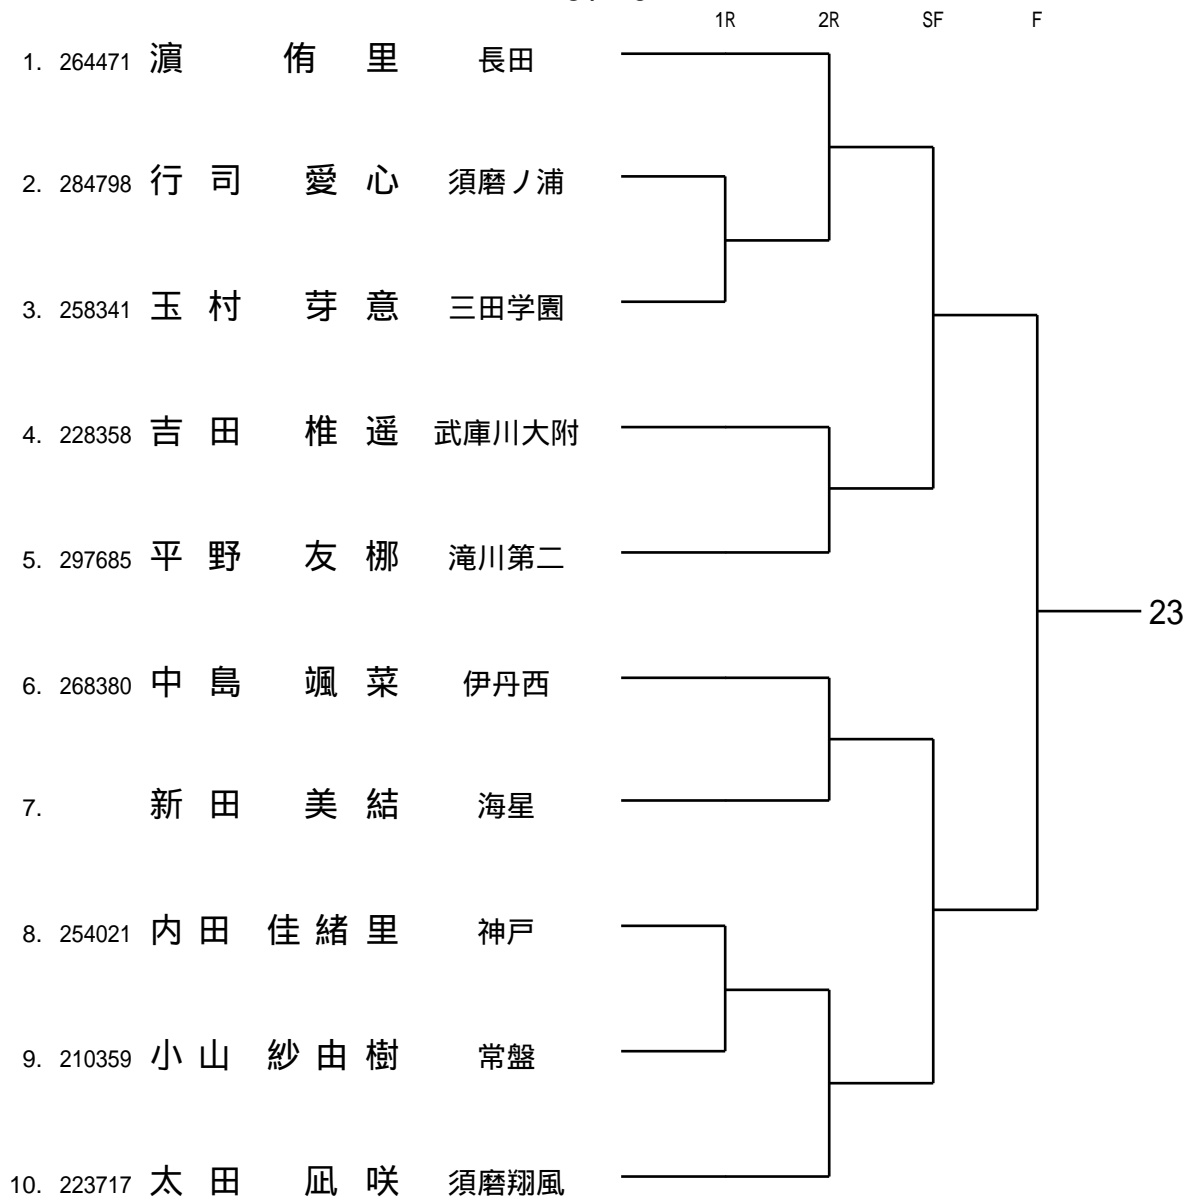 1R 2R SF F
1. 264471 濵 侑里 長田
2. 284798 行司 愛心 須磨ノ浦
3. 258341 玉村 芽意 三田学園
4. 228358 吉田 椎遥 武庫川大附
5. 297685 平野 友梛 滝川第二
23
6. 268380 中島 颯菜 伊丹西
7. 新田 美結 海星
8. 254021 内田 佳緒里 神戸
9. 210359 小山 紗由樹 常盤
10. 223717 太田 凪咲 須磨翔風